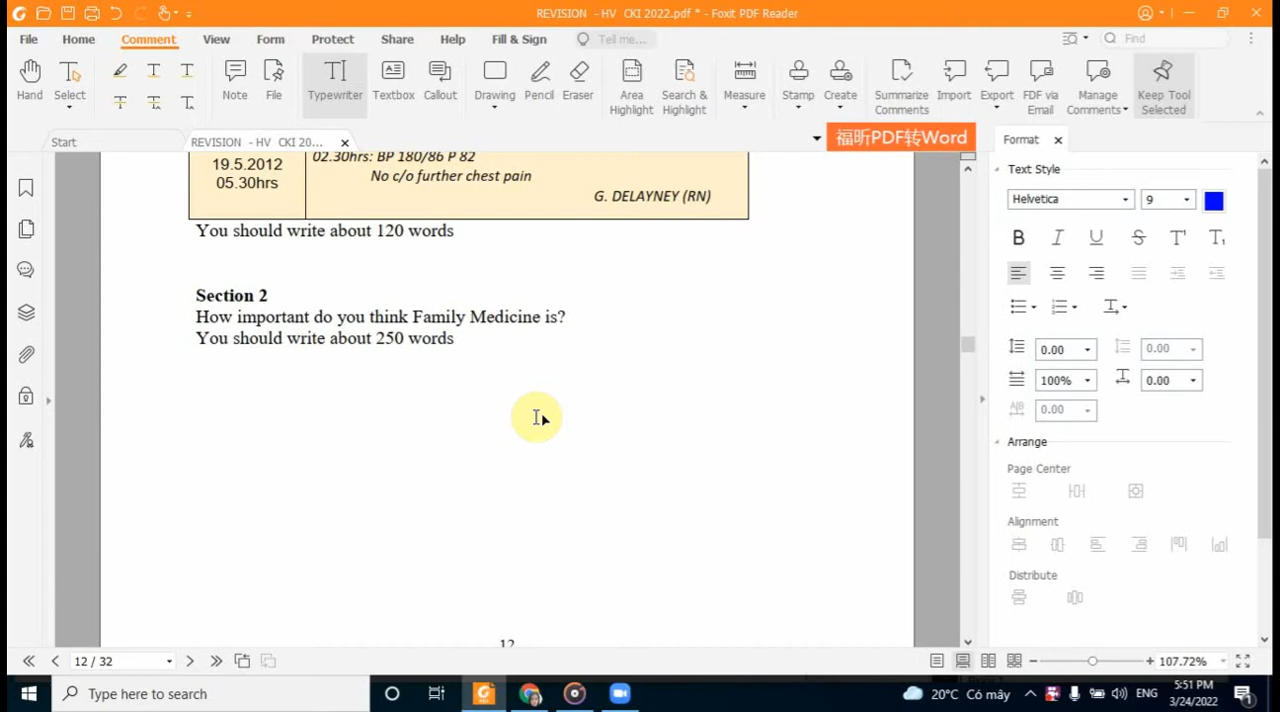 REVISION - HV CKI 2022.pdf * - Foxit PDF Reader
File Home Comment View Form Protect Share Help Fill & Sign Tell me... Find
Hand Select Note File Typewriter Textbox Callout Drawing Pencil Eraser Area Highlight Search & Highlight Measure Stamp Create Summarize Comments Import Export FDF via Email Manage Comments Keep Tool Selected
Start REVISION - HV CKI 20... 福昕PDF转Word Format
19.5.2012 02.30hrs: BP 180/86 P 82
05.30hrs No c/o further chest pain
G. DELAYNEY (RN)
You should write about 120 words
Section 2
How important do you think Family Medicine is?
You should write about 250 words
12
Text Style
Helvetica 9
0.00 0.00
100% 0.00
0.00
Arrange
Page Center
Alignment
Distribute
12 / 32 107.72%
Type here to search 20°C Có mây ENG 5:51 PM
3/24/2022